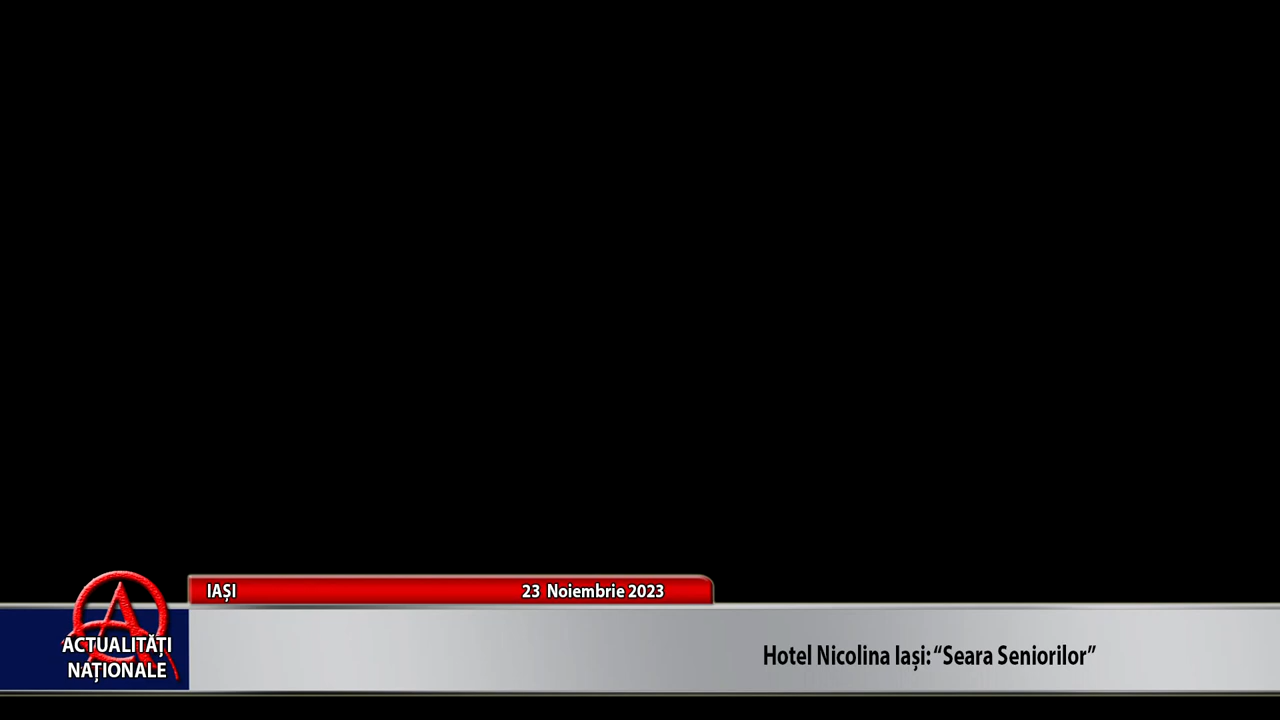 IAȘI
23 Noiembrie 2023
ACTUALITĂȚI
NAȚIONALE
Hotel Nicolina Iași: “Seara Seniorilor”